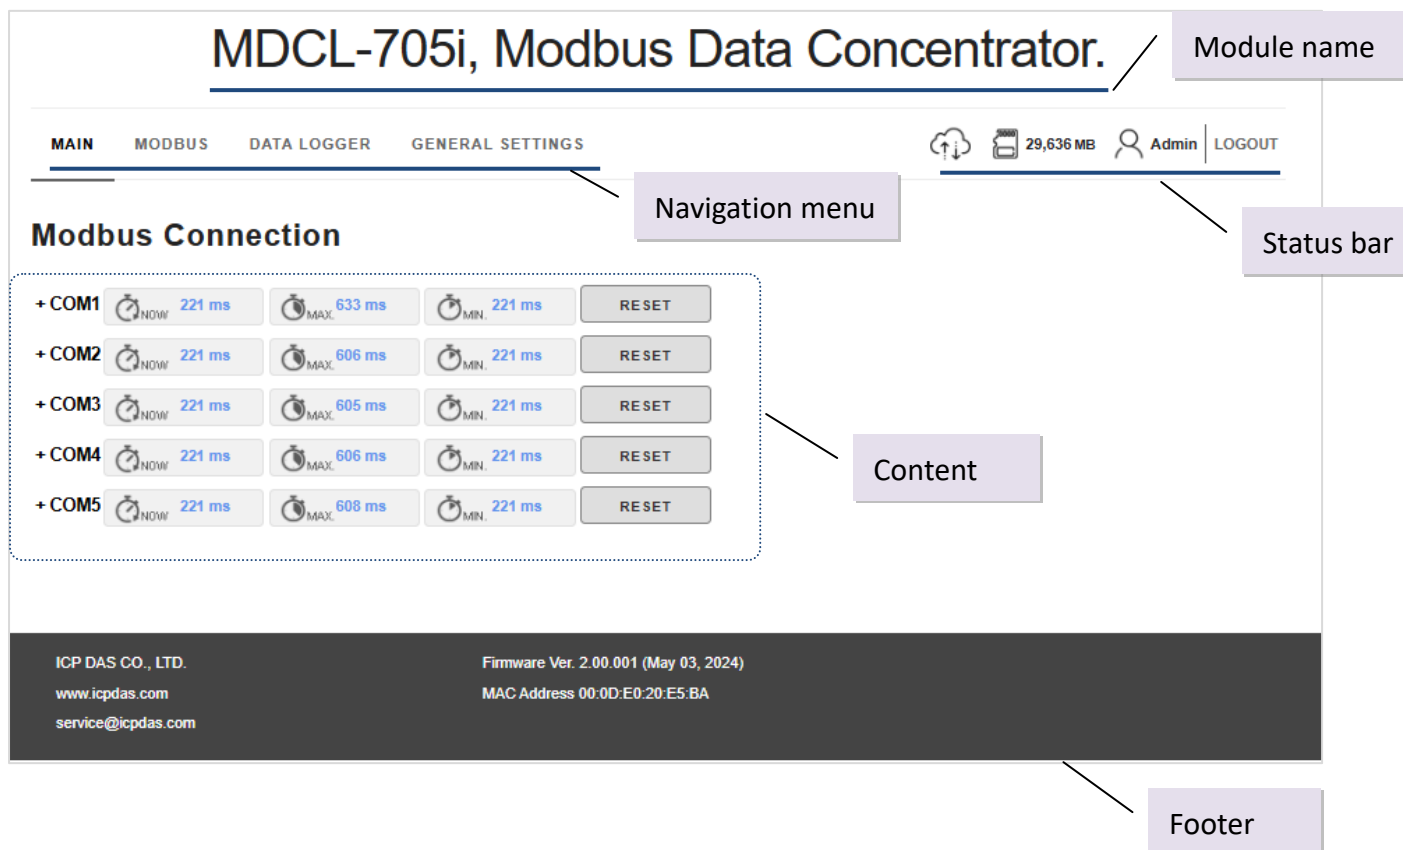 MDCL-705i, Modbus Data Concentrator.
Module name
MAIN MODBUS DATA LOGGER GENERAL SETTINGS
29,636 MB Admin LOGOUT
Navigation menu
Status bar
Modbus Connection
+ COM1 NOW 221 ms MAX. 633 ms MIN. 221 ms RESET
+ COM2 NOW 221 ms MAX. 606 ms MIN. 221 ms RESET
+ COM3 NOW 221 ms MAX. 605 ms MIN. 221 ms RESET
+ COM4 NOW 221 ms MAX. 606 ms MIN. 221 ms RESET
+ COM5 NOW 221 ms MAX. 608 ms MIN. 221 ms RESET
Content
ICP DAS CO., LTD. Firmware Ver. 2.00.001 (May 03, 2024)
www.icpdas.com MAC Address 00:0D:E0:20:E5:BA
service@icpdas.com
Footer